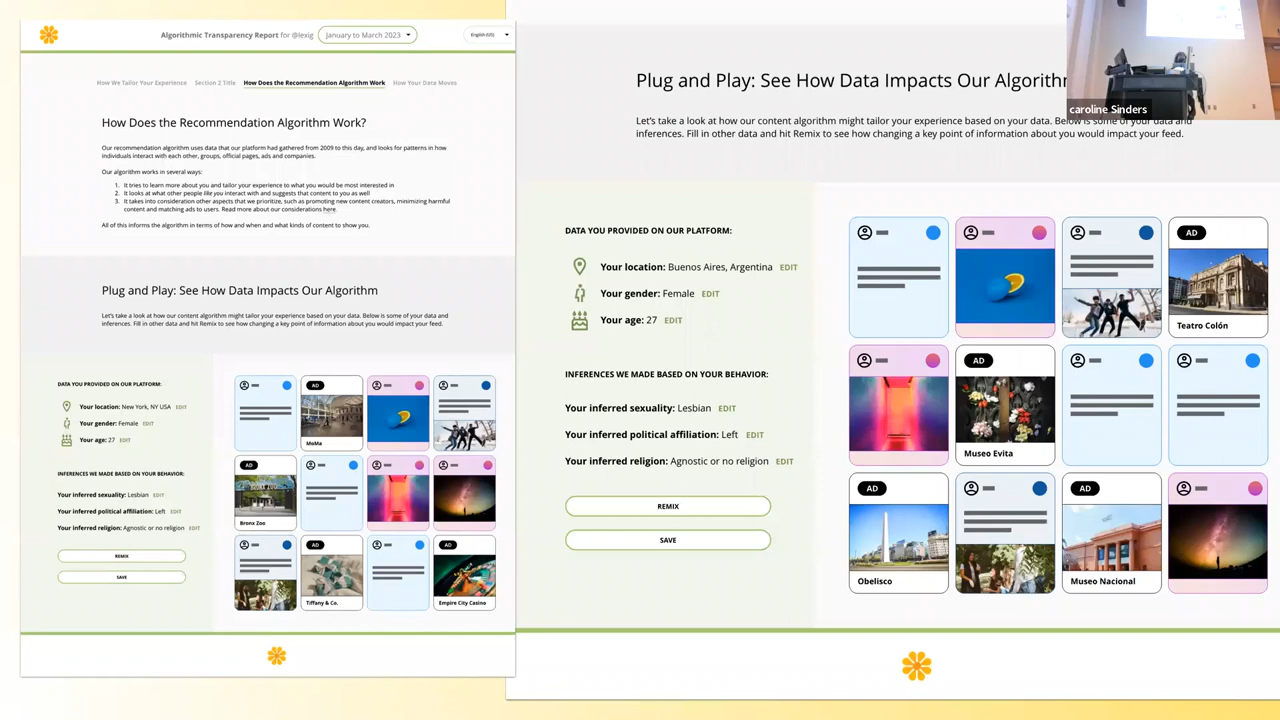 Algorithmic Transparency Report for @lexig
January to March 2023
English (US)
How We Tailor Your Experience
Section 2 Title
How Does the Recommendation Algorithm Work
How Your Data Moves
How Does the Recommendation Algorithm Work?
Our recommendation algorithm uses data that our platform had gathered from 2009 to this day, and looks for patterns in how
individuals interact with each other, groups, official pages, ads and companies.
Our algorithm works in several ways:
1. It tries to learn more about you and tailor your experience to what you would be most interested in
2. It looks at what other people like you interact with and suggests that content to you as well
3. It takes into consideration other aspects that we prioritize, such as promoting new content creators, minimizing harmful
content and matching ads to users. Read more about our considerations here.
All of this informs the algorithm in terms of how and when and what kinds of content to show you.
Plug and Play: See How Data Impacts Our Algorithm
Let's take a look at how our content algorithm might tailor your experience based on your data. Below is some of your data and
inferences. Fill in other data and hit Remix to see how changing a key point of information about you would impact your feed.
DATA YOU PROVIDED ON OUR PLATFORM:
Your location: New York, NY USA EDIT
Your gender: Female EDIT
Your age: 27 EDIT
INFERENCES WE MADE BASED ON YOUR BEHAVIOR:
Your inferred sexuality: Lesbian EDIT
Your inferred political affiliation: Left EDIT
Your inferred religion: Agnostic or no religion EDIT
REMIX
SAVE
AD
MoMa
AD
Bronx Zoo
AD
Tiffany & Co.
AD
Empire City Casino
Plug and Play: See How Data Impacts Our Algorith
caroline Sinders
Let's take a look at how our content algorithm might tailor your experience based on your data. Below is some of your data and
inferences. Fill in other data and hit Remix to see how changing a key point of information about you would impact your feed.
DATA YOU PROVIDED ON OUR PLATFORM:
Your location: Buenos Aires, Argentina EDIT
Your gender: Female EDIT
Your age: 27 EDIT
INFERENCES WE MADE BASED ON YOUR BEHAVIOR:
Your inferred sexuality: Lesbian EDIT
Your inferred political affiliation: Left EDIT
Your inferred religion: Agnostic or no religion EDIT
REMIX
SAVE
AD
Teatro Colón
AD
Museo Evita
AD
Obelisco
AD
Museo Nacional